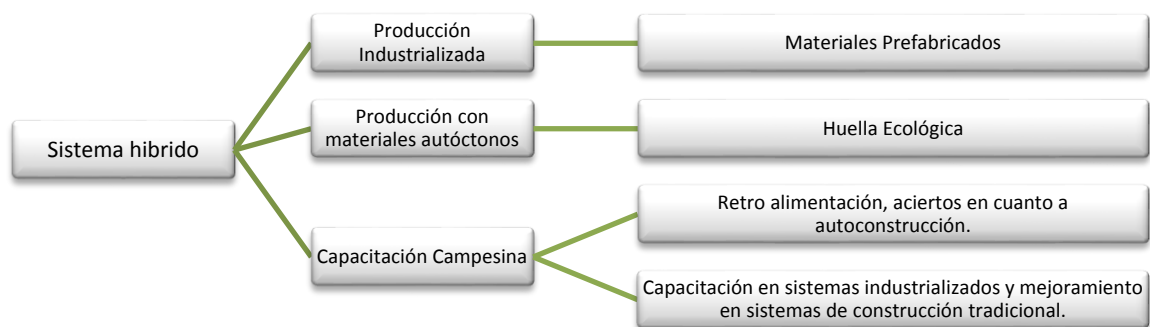 Sistema hibrido
Producción
Industrializada
Materiales Prefabricados
Producción con
materiales autóctonos
Huella Ecológica
Capacitación Campesina
Retro alimentación, aciertos en cuanto a
autoconstrucción.
Capacitación en sistemas industrializados y mejoramiento
en sistemas de construcción tradicional.